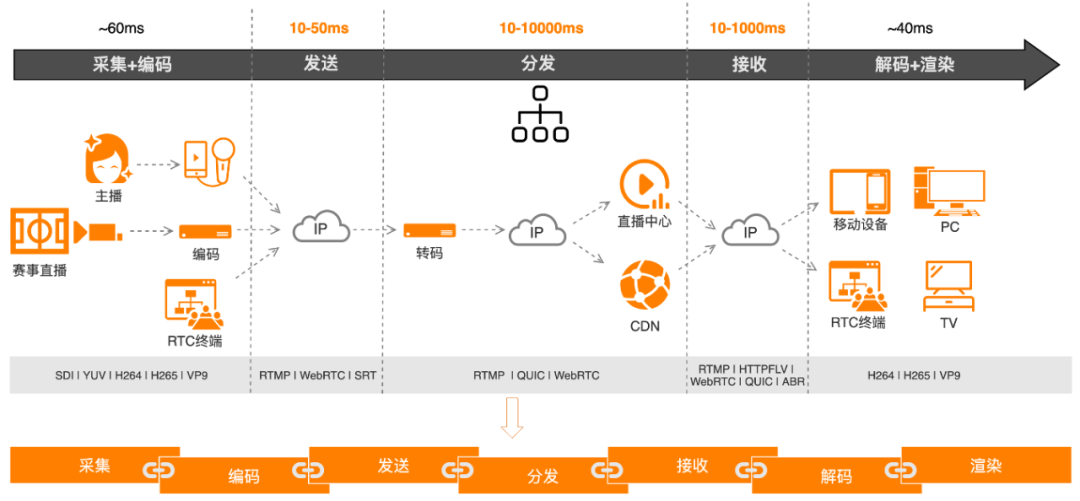 ~60ms
10-50ms
10-10000ms
10-1000ms
~40ms
采集+编码
发送
分发
接收
解码+渲染
主播
赛事直播
编码
RTC终端
IP
转码
IP
直播中心
CDN
IP
移动设备
PC
RTC终端
TV
SDI | YUV | H264 | H265 | VP9
RTMP | WebRTC | SRT
RTMP | QUIC | WebRTC
RTMP | HTTPFLV |
WebRTC | QUIC | ABR
H264 | H265 | VP9
采集
编码
发送
分发
接收
解码
渲染